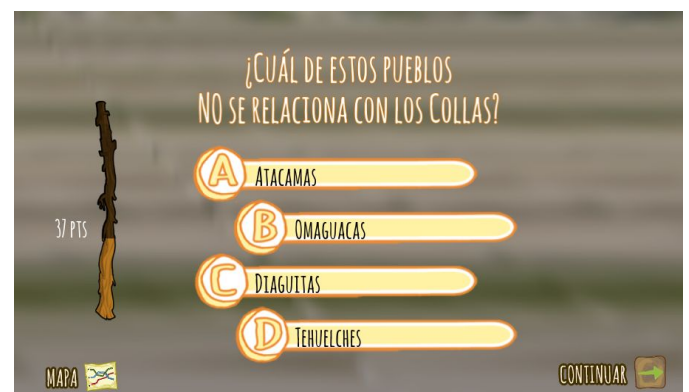 ¿Cuál de estos pueblos
NO se relaciona con los Collas?
A Atacamas
37 pts
B Omaguacas
C Diaguitas
D Tehuelches
MAPA
CONTINUAR